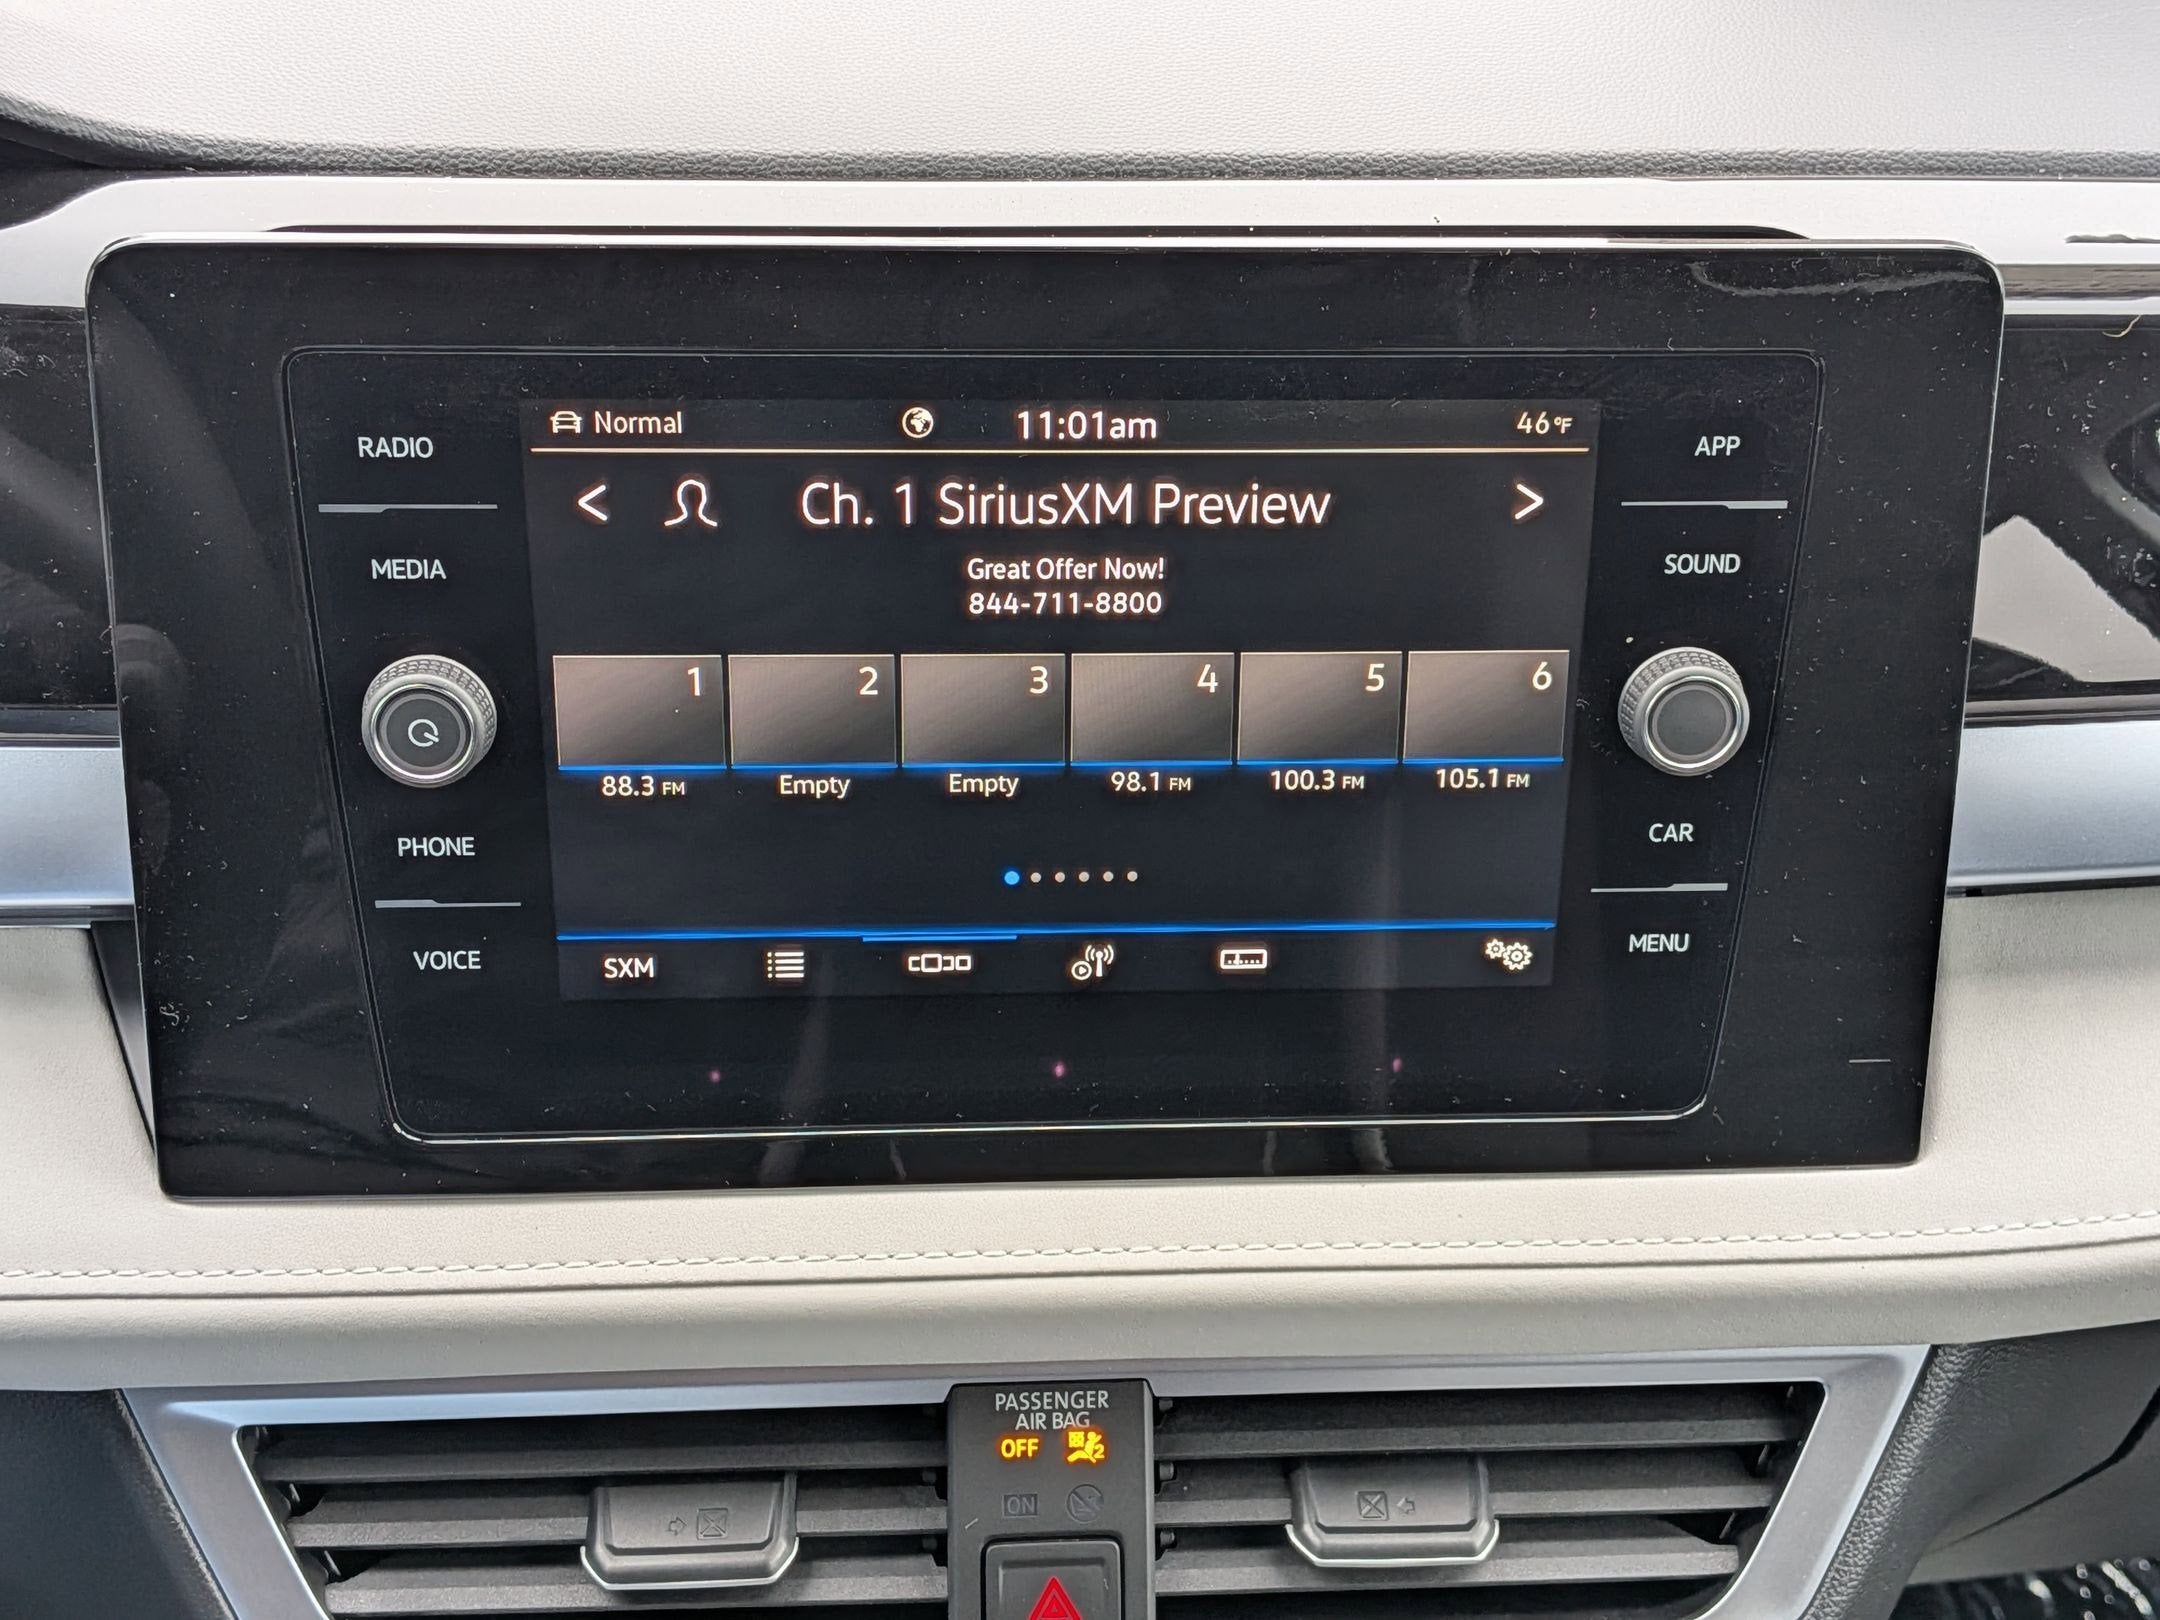 Normal 11:01am 46°F
RADIO
APP
< Ch. 1 SiriusXM Preview >
MEDIA
Great Offer Now!
SOUND
844-711-8800
1 2 3 4 5 6
88.3 FM Empty Empty 98.1 FM 100.3 FM 105.1 FM
PHONE
CAR
VOICE
SXM
MENU
PASSENGER
AIR BAG
OFF 2
ON